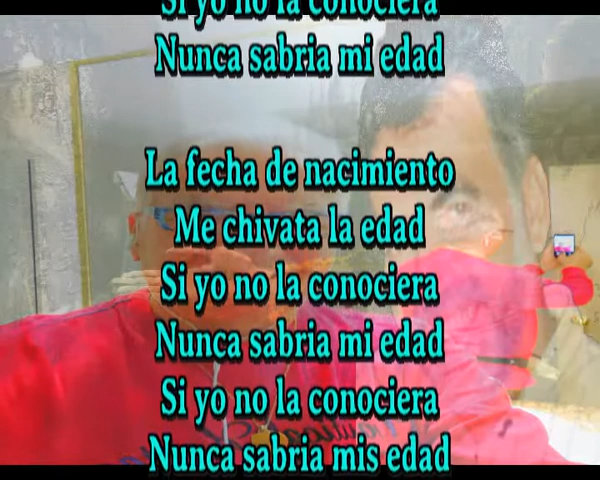 Si yo no la conociera
Nunca sabria mi edad
La fecha de nacimiento
Me chivata la edad
Si yo no la conociera
Nunca sabria mi edad
Si yo no la conociera
Nunca sabria mis edad